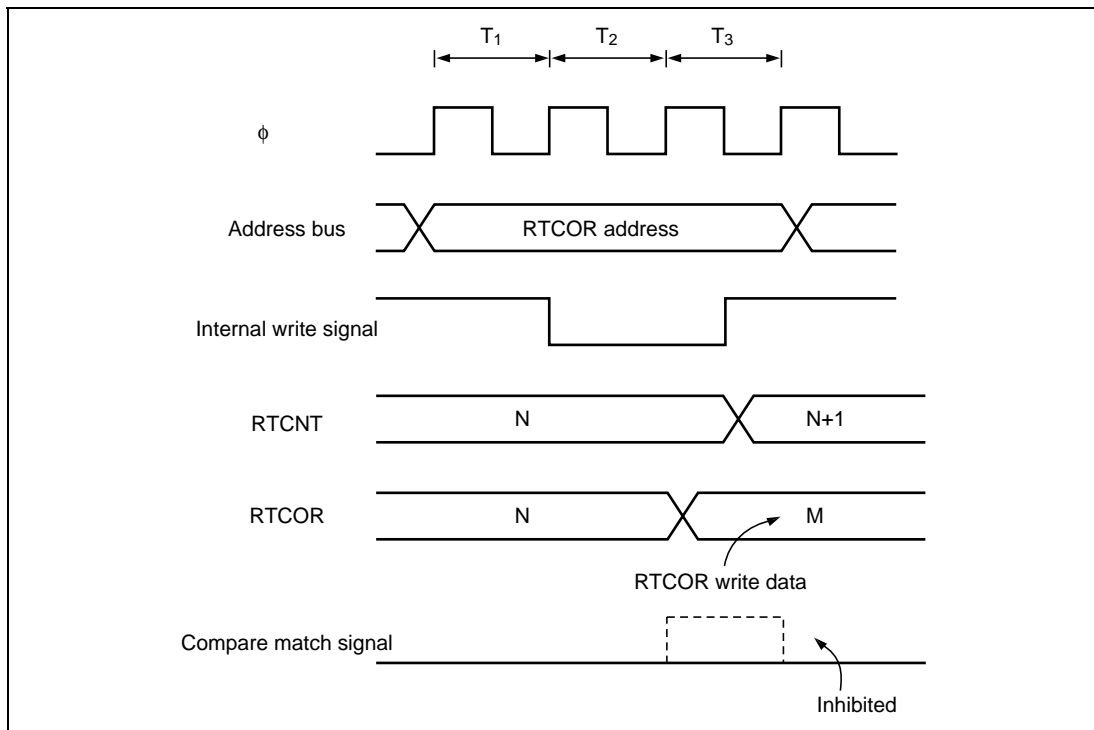 T1 T2 T3
ϕ
Address bus RTCOR address
Internal write signal
RTCNT N N+1
RTCOR N M
RTCOR write data
Compare match signal
Inhibited